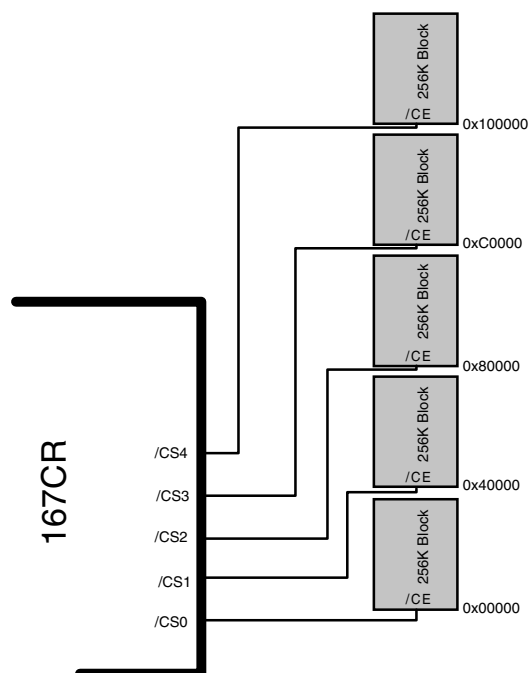 256K Block
/CE
0x100000
256K Block
/CE
0xC0000
256K Block
/CE
0x80000
256K Block
/CE
0x40000
256K Block
/CE
0x00000
167CR
/CS4
/CS3
/CS2
/CS1
/CS0